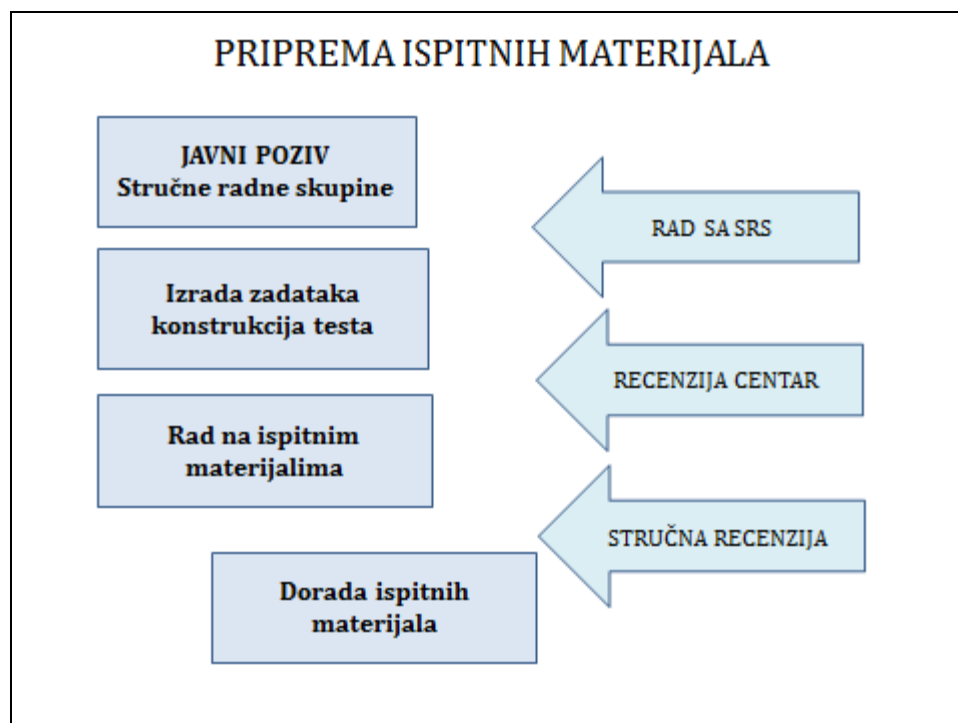 PRIPREMA ISPITNIH MATERIJALA
JAVNI POZIV
Stručne radne skupine
RAD SA SRS
Izrada zadataka
konstrukcija testa
RECENZIJA CENTAR
Rad na ispitnim
materijalima
STRUČNA RECENZIJA
Dorada ispitnih
materijala